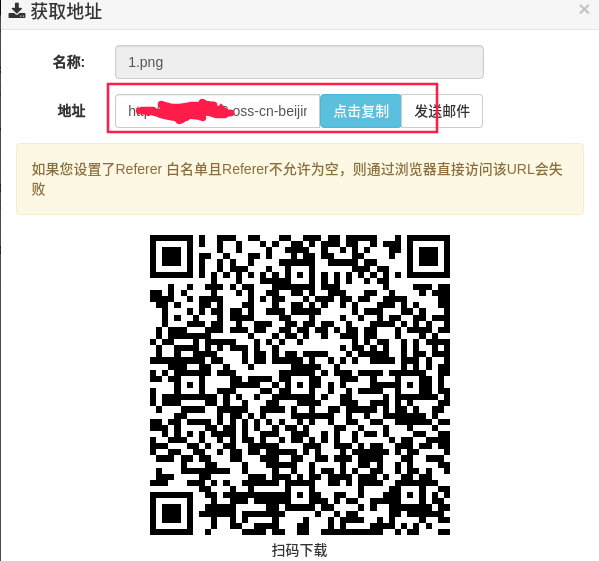 获取地址
×
名称:
1.png
地址
htt
oss-cn-beijin
点击复制
发送邮件
如果您设置了Referer 白名单且Referer不允许为空，则通过浏览器直接访问该URL会失
败
扫码下载